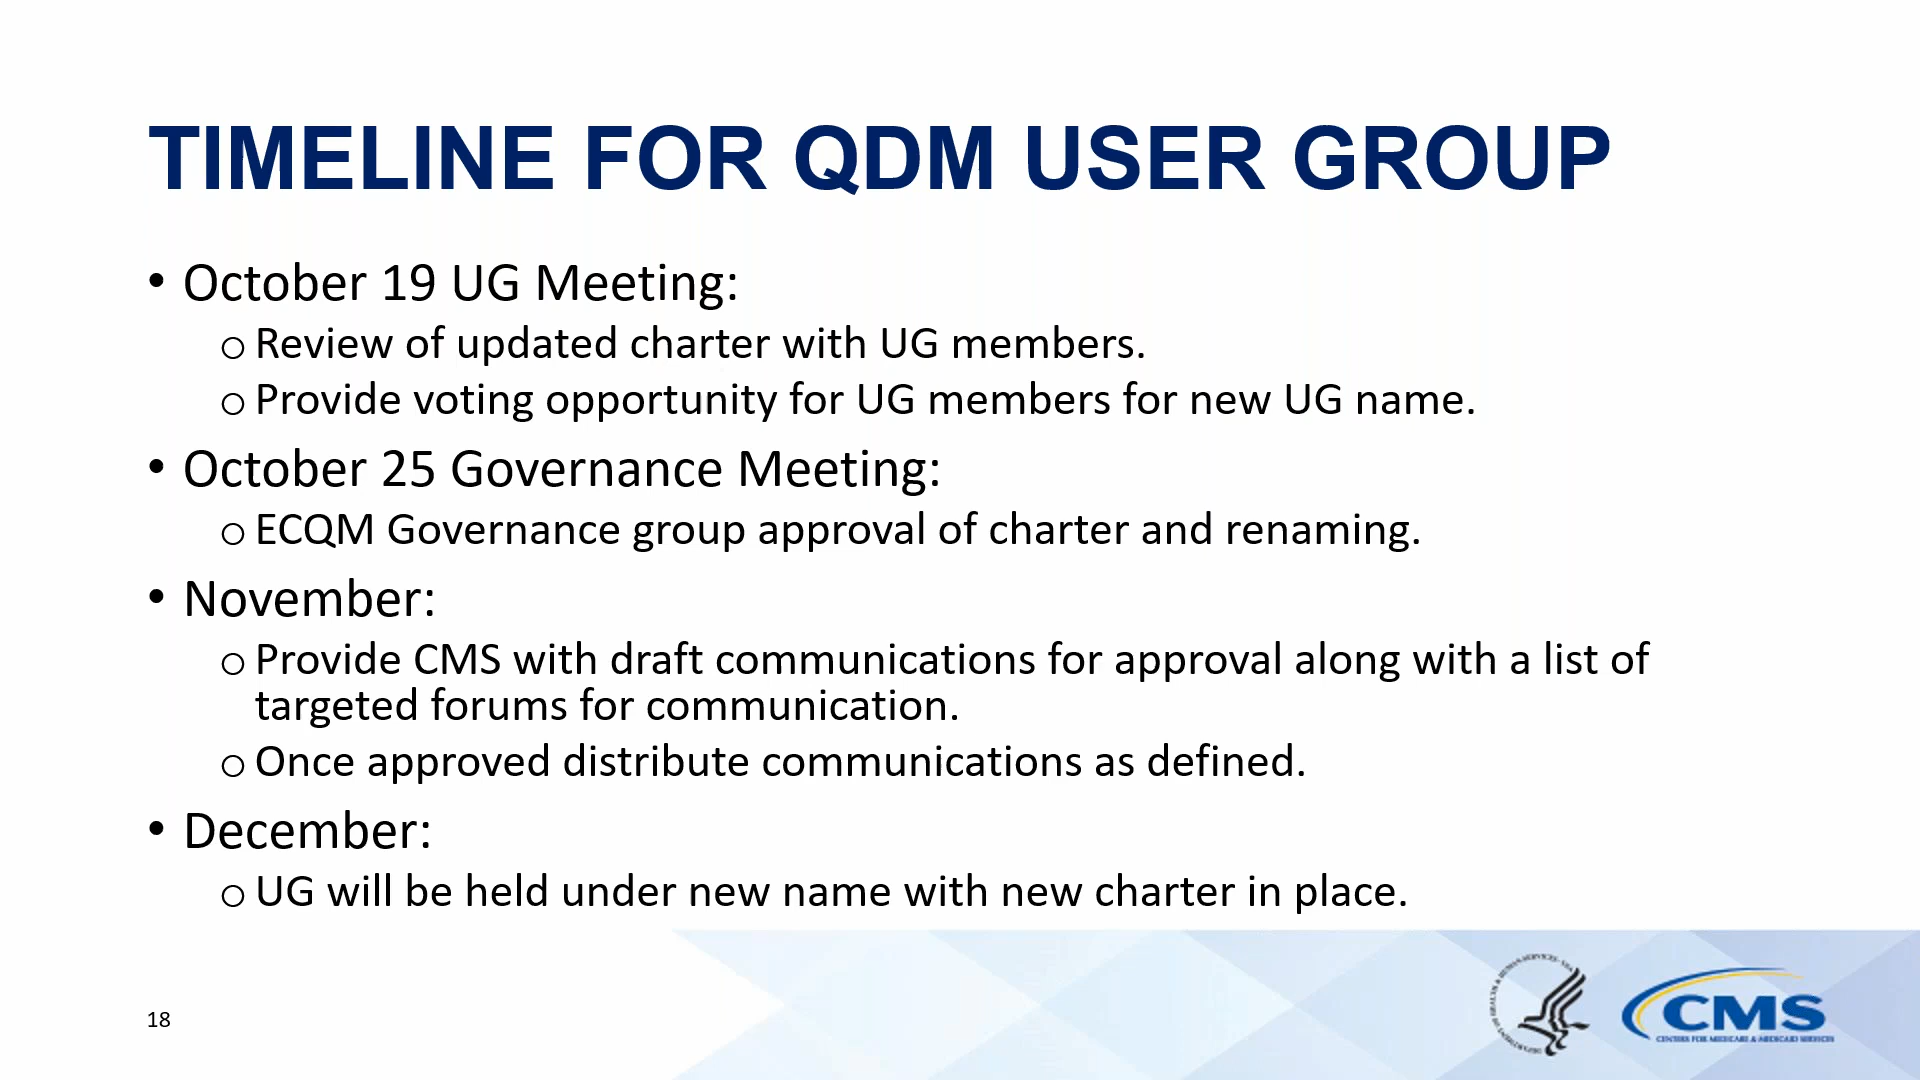 TIMELINE FOR QDM USER GROUP
• October 19 UG Meeting:
o Review of updated charter with UG members.
o Provide voting opportunity for UG members for new UG name.
• October 25 Governance Meeting:
o ECQM Governance group approval of charter and renaming.
• November:
o Provide CMS with draft communications for approval along with a list of
targeted forums for communication.
o Once approved distribute communications as defined.
• December:
o UG will be held under new name with new charter in place.
18
CMS
CENTERS FOR MEDICARE & MEDICAID SERVICES